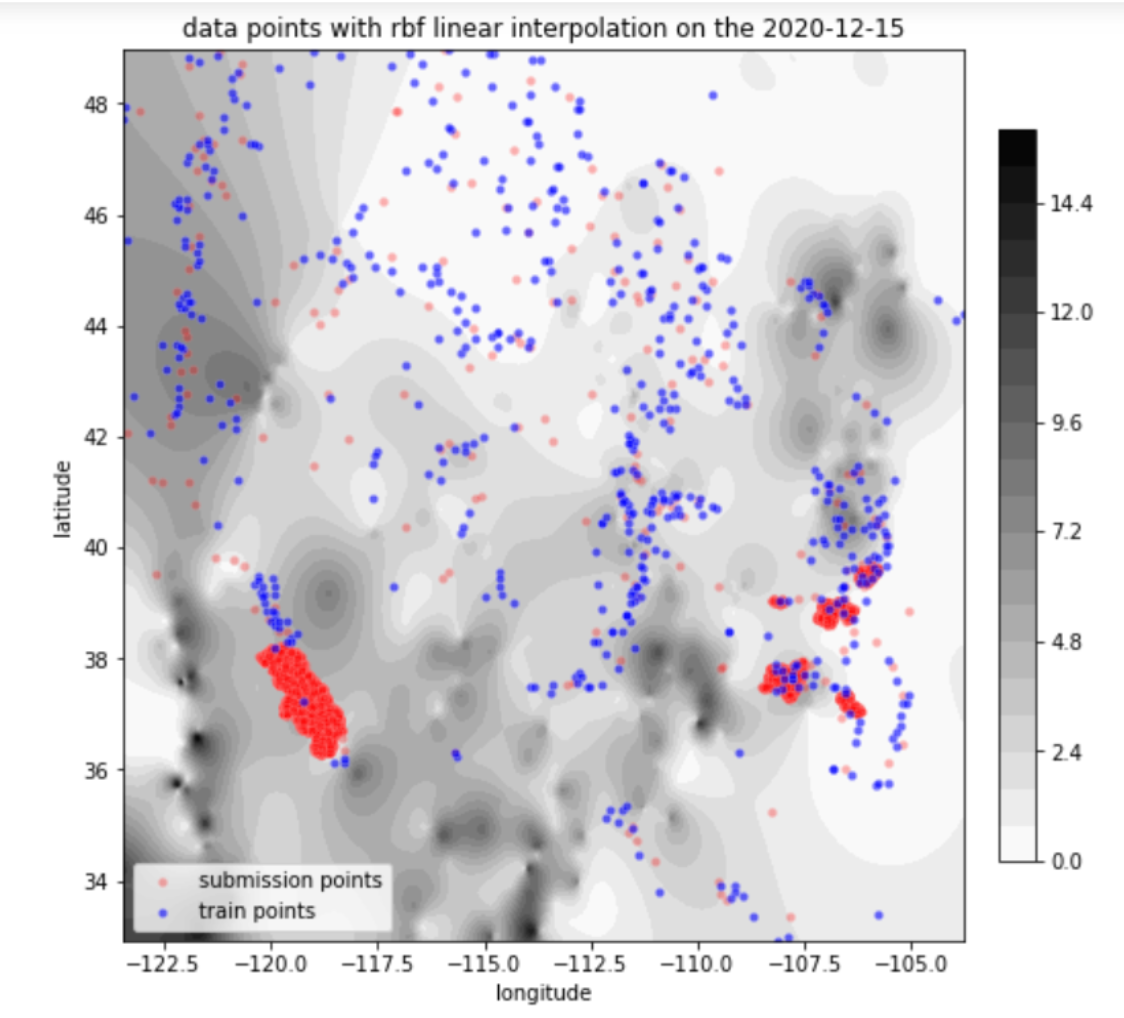 data points with rbf linear interpolation on the 2020-12-15
48
46
44
42
40
38
36
34
latitude
submission points
train points
−122.5 −120.0 −117.5 −115.0 −112.5 −110.0 −107.5 −105.0
longitude
14.4
12.0
9.6
7.2
4.8
2.4
0.0